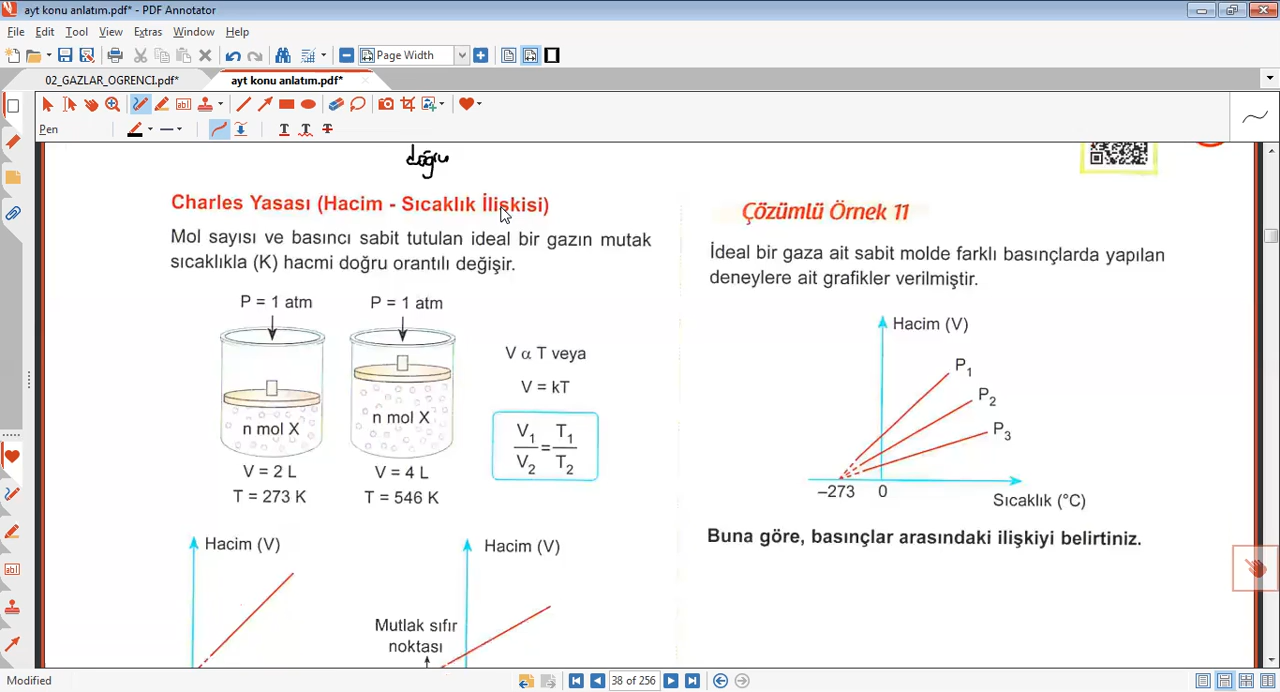 ayt konu anlatım.pdf* - PDF Annotator
File Edit Tool View Extras Window Help
Page Width
02_GAZLAR_OGRENCI.pdf*
ayt konu anlatım.pdf*
Pen
doğru
Charles Yasası (Hacim - Sıcaklık İlişkisi)
Mol sayısı ve basıncı sabit tutulan ideal bir gazın mutak
sıcaklıkla (K) hacmi doğru orantılı değişir.
P = 1 atm
P = 1 atm
n mol X
n mol X
V = 2 L
V = 4 L
T = 273 K
T = 546 K
V α T veya
V = kT
V₁/V₂ = T₁/T₂
Hacim (V)
Hacim (V)
Mutlak sıfır
noktası
Çözümlü Örnek 11
İdeal bir gaza ait sabit molde farklı basınçlarda yapılan
deneylere ait grafikler verilmiştir.
Hacim (V)
P₁
P₂
P₃
–273
0
Sıcaklık (°C)
Buna göre, basınçlar arasındaki ilişkiyi belirtiniz.
Modified
38 of 256